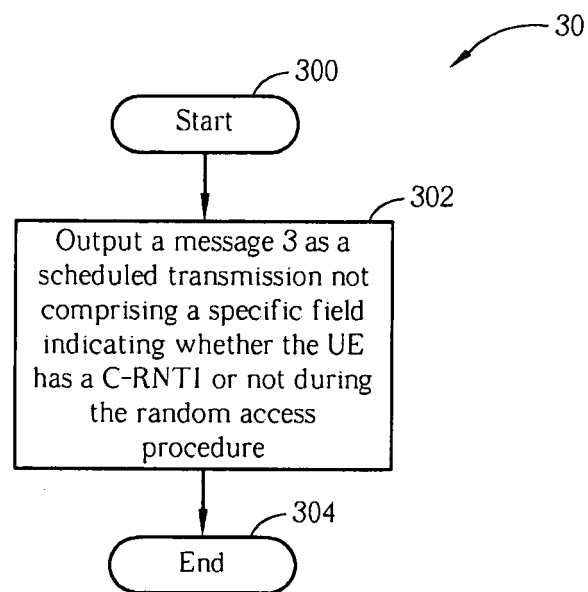 30
300
Start
302
Output a message 3 as a
scheduled transmission not
comprising a specific field
indicating whether the UE
has a C-RNTI or not during
the random access
procedure
304
End